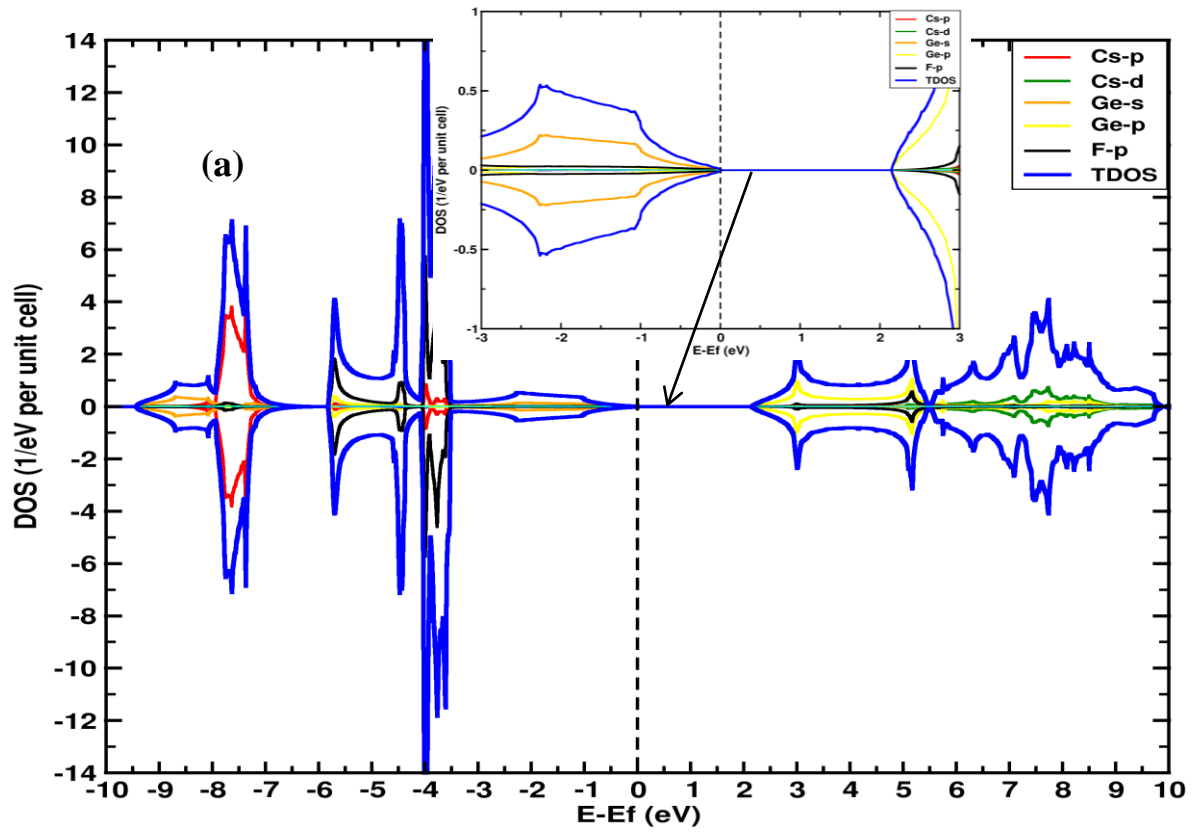 (a)
DOS (1/eV per unit cell)
14
12
10
8
6
4
2
0
-2
-4
-6
-8
-10
-12
-14
-10 -9 -8 -7 -6 -5 -4 -3 -2 -1 0 1 2 3 4 5 6 7 8 9 10
E-Ef (eV)
Cs-p
Cs-d
Ge-s
Ge-p
F-p
TDOS
DOS (1/eV per unit cell)
1
0.5
0
-0.5
-1
-3 -2 -1 0 1 2 3
E-Ef (eV)
Cs-p
Cs-d
Ge-s
Ge-p
F-p
TDOS